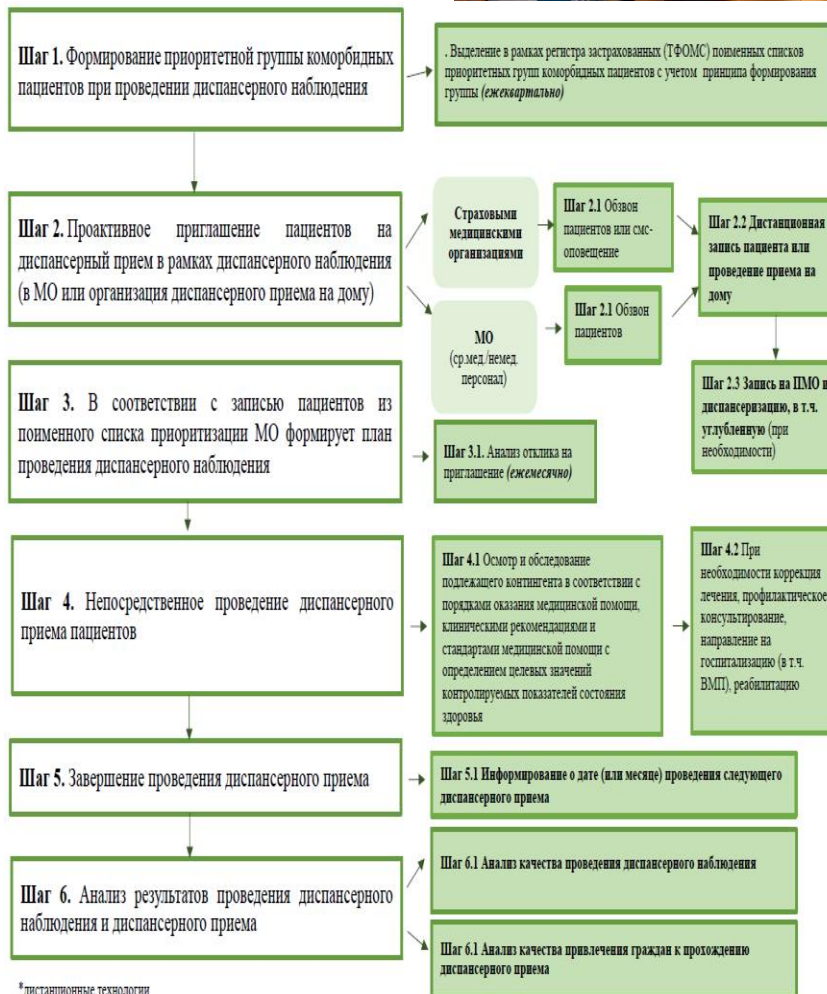 Шаг 1. Формирование приоритетной группы коморбидных
пациентов при проведении диспансерного наблюдения
. Выделение в рамках регистра застрахованных (ТФОМС) поименных списков
приоритетных групп коморбидных пациентов с учетом принципа формирования
группы (ежеквартально)
Шаг 2. Проактивное приглашение пациентов на
диспансерный прием в рамках диспансерного наблюдения
(в МО или организация диспансерного приема на дому)
Страховыми
медицинскими
организациями
Шаг 2.1 Обзвон
пациентов или смс-
оповещение
МО
(ср.мед./немед.
персонал)
Шаг 2.1 Обзвон
пациентов
Шаг 2.2 Дистанционная
запись пациента или
проведение приема на
дому
Шаг 2.3 Запись на ПМО и
диспансеризацию, в т.ч.
углубленную (при
необходимости)
Шаг 3. В соответствии с записью пациентов из
поименного списка приоритизации МО формирует план
проведения диспансерного наблюдения
Шаг 3.1. Анализ отклика на
приглашение (ежемесячно)
Шаг 4. Непосредственное проведение диспансерного
приема пациентов
Шаг 4.1 Осмотр и обследование
подлежащего контингента в соответствии с
порядками оказания медицинской помощи,
клиническими рекомендациями и
стандартами медицинской помощи с
определением целевых значений
контролируемых показателей состояния
здоровья
Шаг 4.2 При
необходимости коррекция
лечения, профилактическое
консультирование,
направление на
госпитализацию (в т.ч.
ВМП), реабилитацию
Шаг 5. Завершение проведения диспансерного приема
Шаг 5.1 Информирование о дате (или месяце) проведения следующего
диспансерного приема
Шаг 6. Анализ результатов проведения диспансерного
наблюдения и диспансерного приема
Шаг 6.1 Анализ качества проведения диспансерного наблюдения
Шаг 6.1 Анализ качества привлечения граждан к прохождению
диспансерного приема
*дистанционные технологии